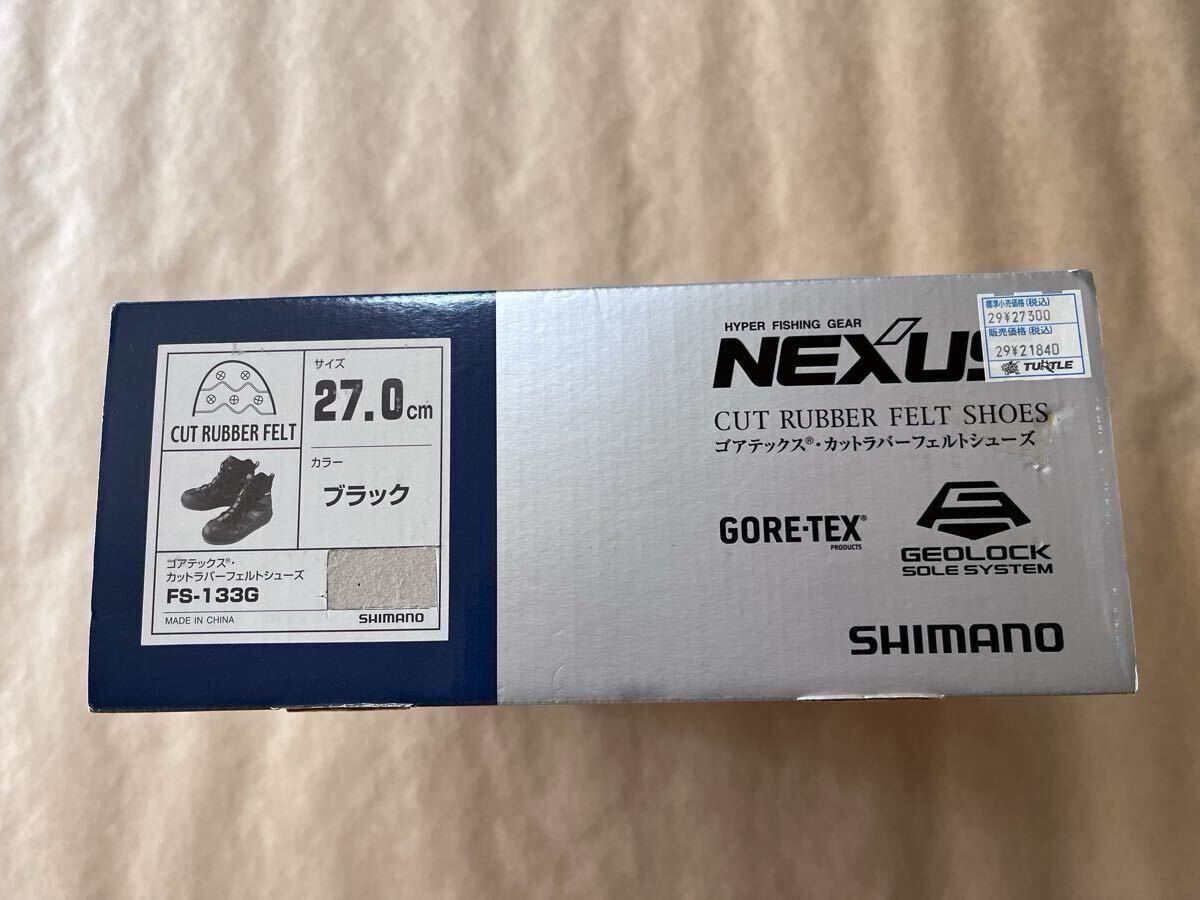 CUT RUBBER FELT
サイズ
27.0cm
カラー
ブラック
ゴアテックス®・
カットラバーフェルトシューズ
FS-133G
MADE IN CHINA
SHIMANO
HYPER FISHING GEAR
NEXUS
CUT RUBBER FELT SHOES
ゴアテックス®・カットラバーフェルトシューズ
GORE-TEX®
PRODUCTS
GEOLOCK
SOLE SYSTEM
SHIMANO
標準小売価格(税込)
29¥27300
販売価格(税込)
29¥21840
TURTLE